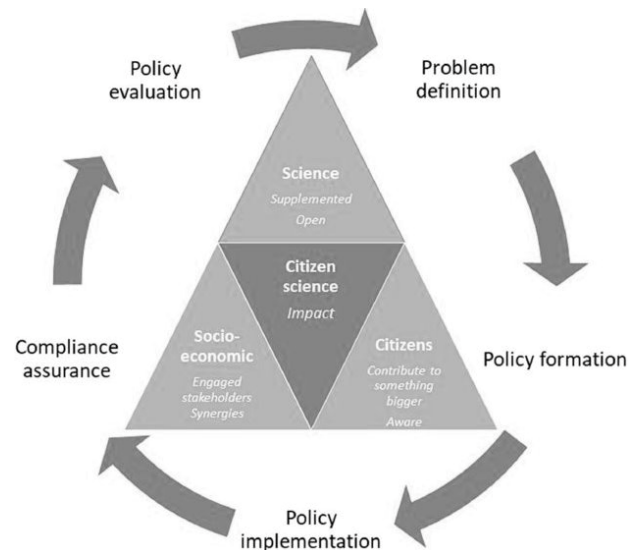 Policy
evaluation
Problem
definition
Science
Supplemented
Open
Citizen
science
Impact
Socio-
economic
Engaged
stakeholders
Synergies
Citizens
Contribute to
something
bigger
Aware
Compliance
assurance
Policy formation
Policy
implementation